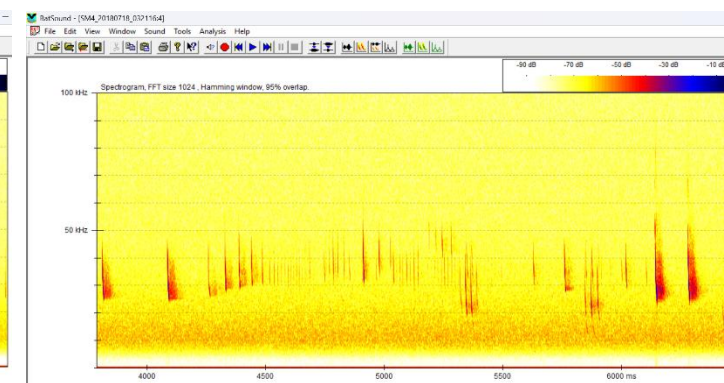 BatSound - [SM4_20180718_032116:4]
File Edit View Window Sound Tools Analysis Help
-90 dB -70 dB -50 dB -30 dB -10 dB
Spectrogram, FFT size 1024 , Hamming window, 95% overlap.
100 kHz
50 kHz
4000 4500 5000 5500 6000 ms